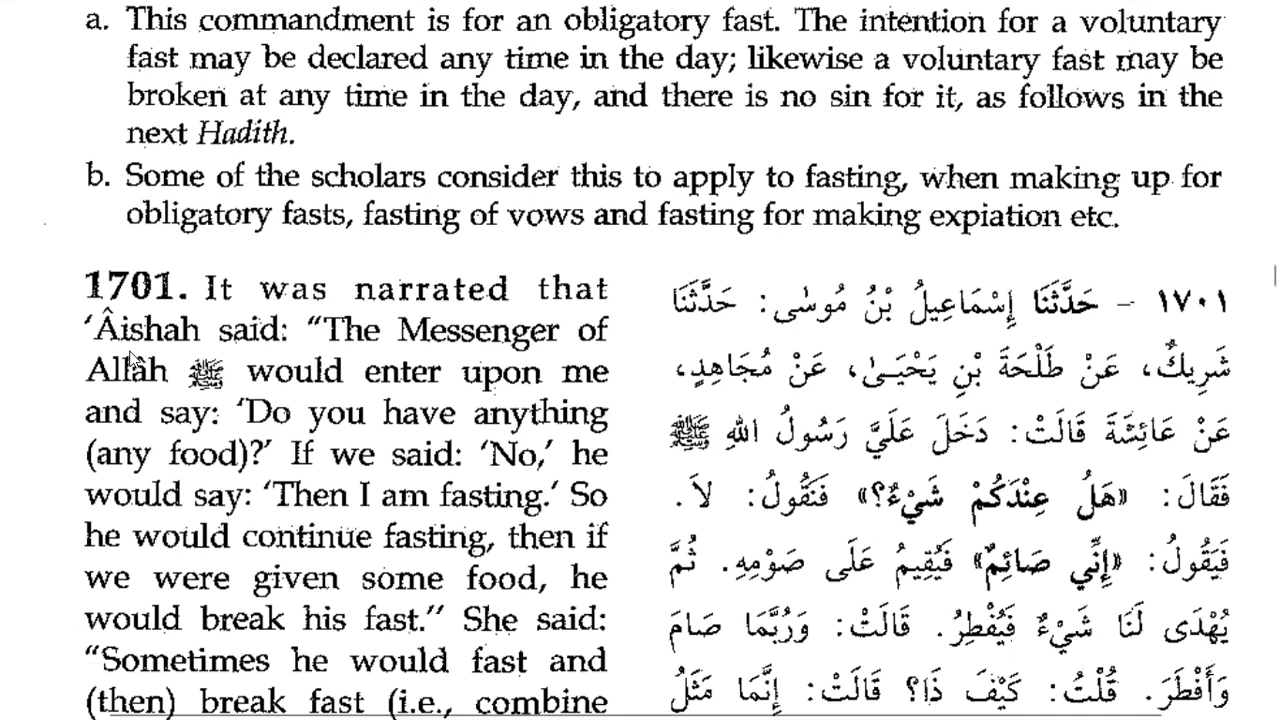 a. This commandment is for an obligatory fast. The intention for a voluntary
fast may be declared any time in the day; likewise a voluntary fast may be
broken at any time in the day, and there is no sin for it, as follows in the
next Hadith.
b. Some of the scholars consider this to apply to fasting, when making up for
obligatory fasts, fasting of vows and fasting for making expiation etc.
1701. It was narrated that
‘Âishah said: “The Messenger of
Allâh ﷺ would enter upon me
and say: ‘Do you have anything
(any food)?’ If we said: ‘No,’ he
would say: ‘Then I am fasting.’ So
he would continue fasting, then if
we were given some food, he
would break his fast.” She said:
“Sometimes he would fast and
(then) break fast (i.e., combine
١٧٠١ – حَدَّثَنَا إِسْمَاعِيلُ بْنُ مُوسٰى: حَدَّثَنَا
شَرِيكٌ، عَنْ طَلْحَةَ بْنِ يَحْيَىٰ، عَنْ مُجَاهِدٍ،
عَنْ عَائِشَةَ قَالَتْ: دَخَلَ عَلَيَّ رَسُولُ اللهِ ﷺ
فَقَالَ: «هَلْ عِنْدَكُمْ شَيْءٌ؟» فَنَقُولُ: لاَ.
فَيَقُولُ: «إِنِّي صَائِمٌ» فَيُقِيمُ عَلَى صَوْمِهِ. ثُمَّ
يُهْدَى لَنَا شَيْءٌ فَيُفْطِرُ. قَالَتْ: وَرُبَّمَا صَامَ
وَأَفْطَرَ. قُلْتُ: كَيْفَ ذَا؟ قَالَتْ: إِنَّمَا مَثَلُ